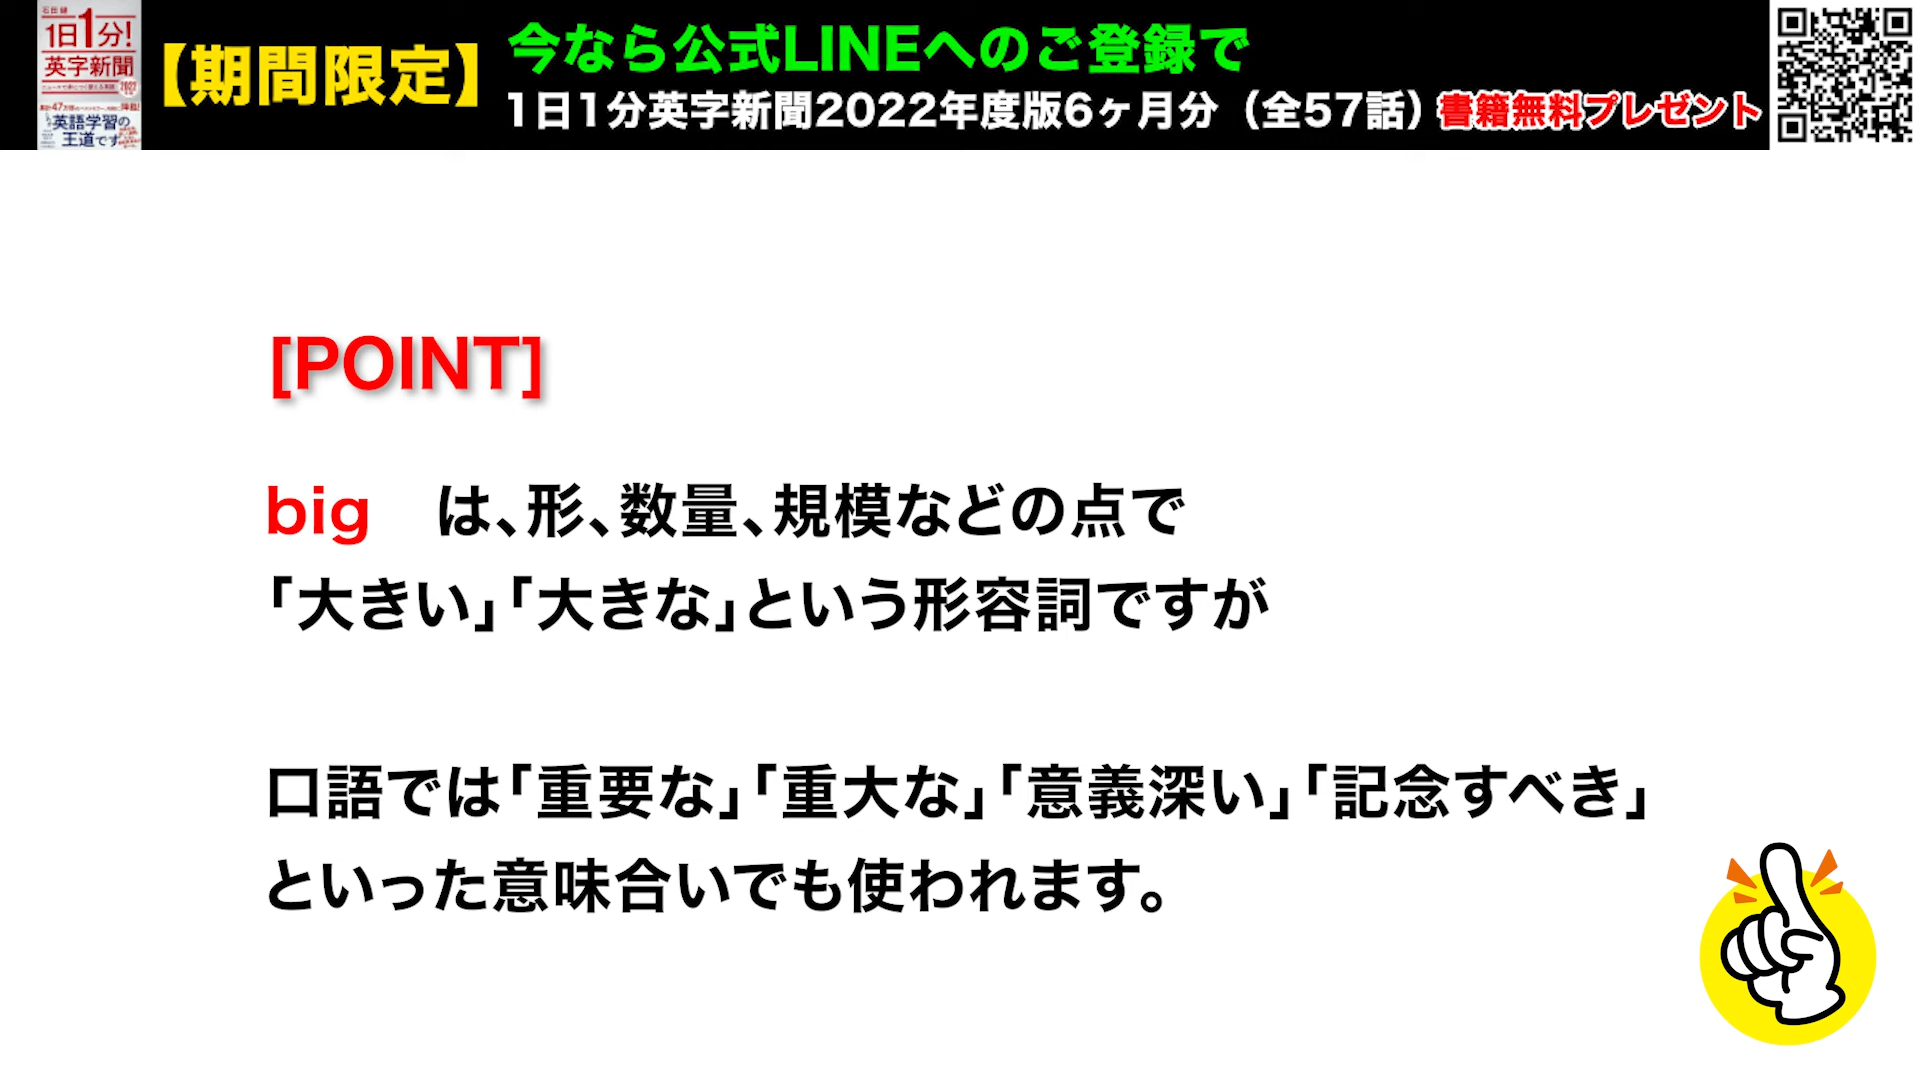 石田 健
1日1分!
英字新聞
2022
英語学習の
王道です
【期間限定】
今なら公式LINEへのご登録で
1日1分英字新聞2022年度版6ヶ月分（全57話）書籍無料プレゼント
[POINT]
big　は、形、数量、規模などの点で
「大きい」「大きな」という形容詞ですが
口語では「重要な」「重大な」「意義深い」「記念すべき」
といった意味合いでも使われます。